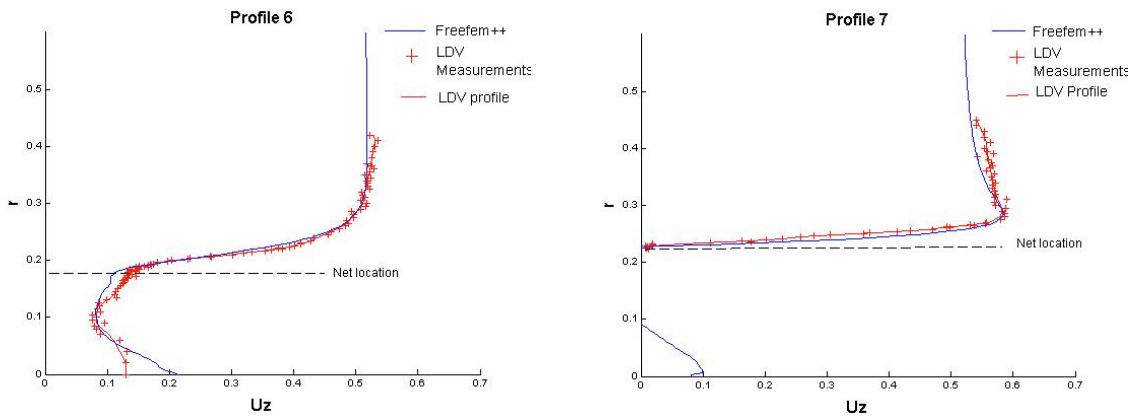 Profile 6
Freefem++
LDV
Measurements
LDV profile
0.5
0.4
0.3
0.2
0.1
0
r
Net location
0
0.1
0.2
0.3
0.4
0.5
0.6
0.7
Uz
Profile 7
Freefem++
LDV
Measurements
LDV Profile
0.5
0.4
0.3
0.2
0.1
0
r
Net location
0
0.1
0.2
0.3
0.4
0.5
0.6
0.7
Uz